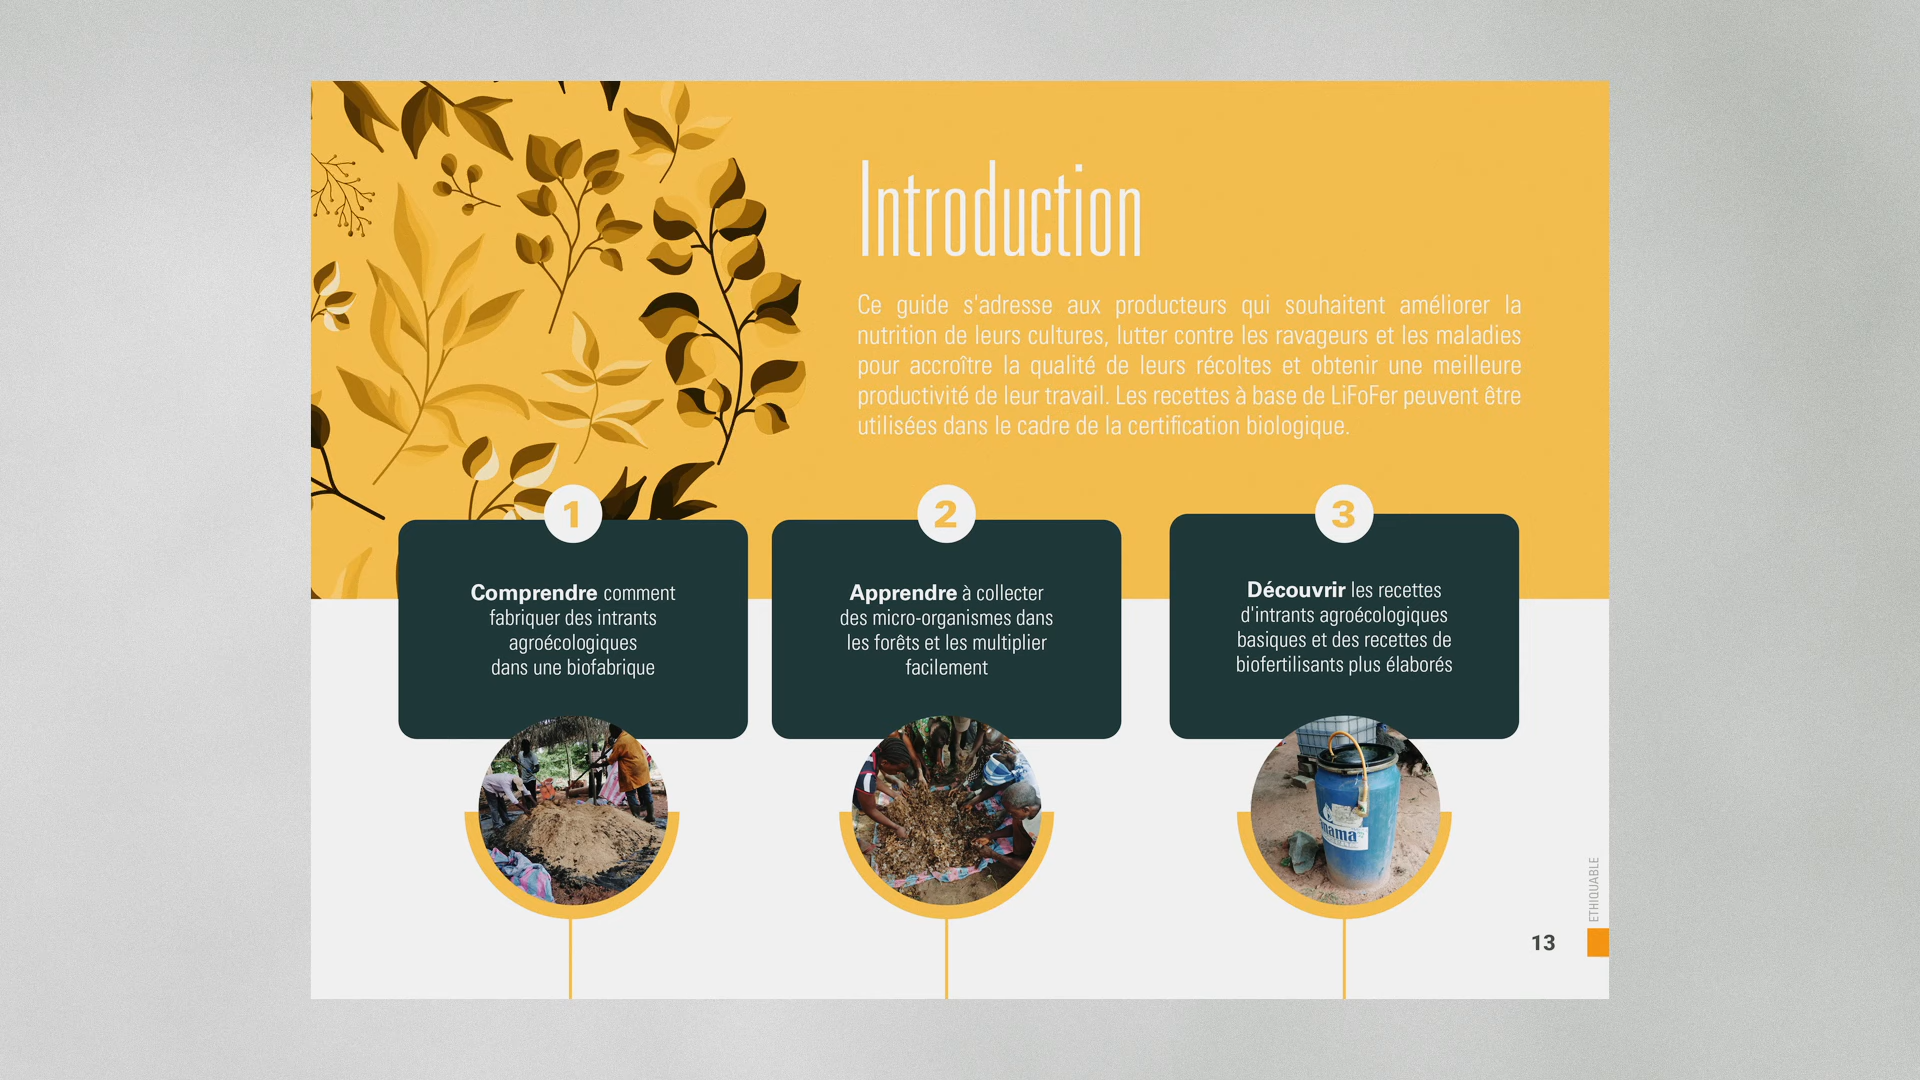 Introduction
Ce guide s'adresse aux producteurs qui souhaitent améliorer la
nutrition de leurs cultures, lutter contre les ravageurs et les maladies
pour accroître la qualité de leurs récoltes et obtenir une meilleure
productivité de leur travail. Les recettes à base de LiFoFer peuvent être
utilisées dans le cadre de la certification biologique.
1
Comprendre comment
fabriquer des intrants
agroécologiques
dans une biofabrique
2
Apprendre à collecter
des micro-organismes dans
les forêts et les multiplier
facilement
3
Découvrir les recettes
d'intrants agroécologiques
basiques et des recettes de
biofertilisants plus élaborés
ETHIQUABLE
13